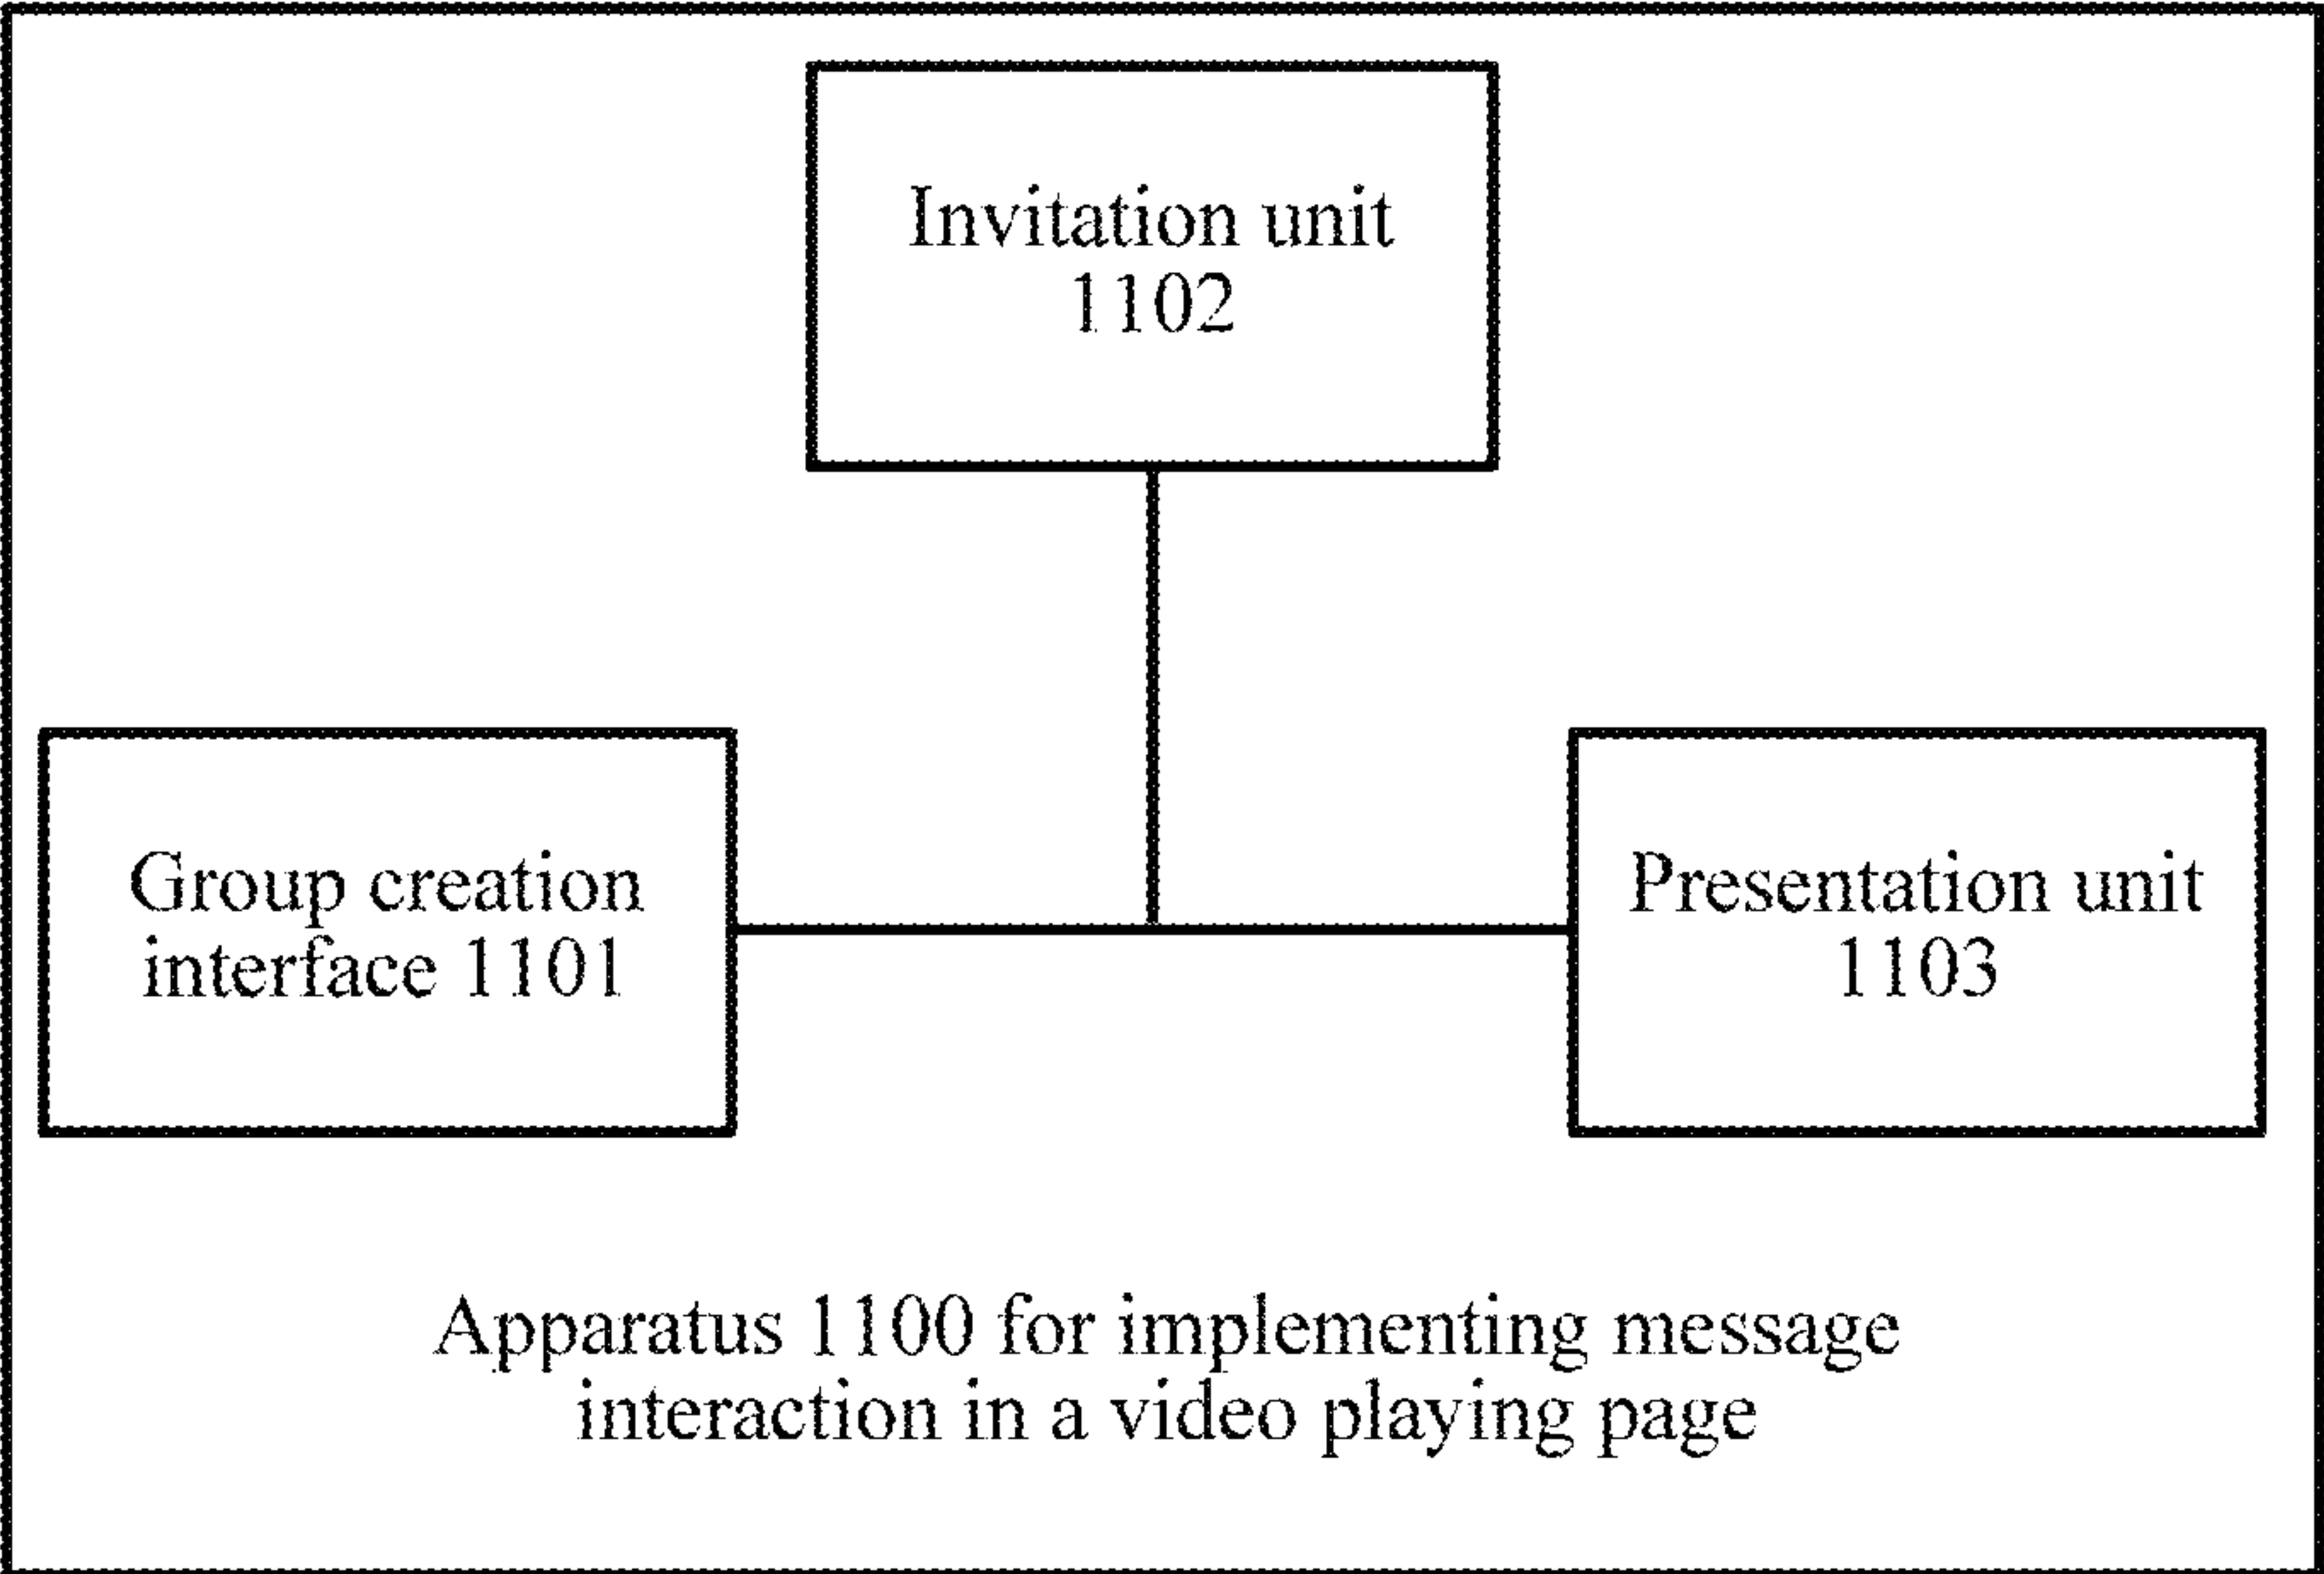 Invitation unit
1102
Group creation
interface 1101
Presentation unit
1103
Apparatus 1100 for implementing message
interaction in a video playing page